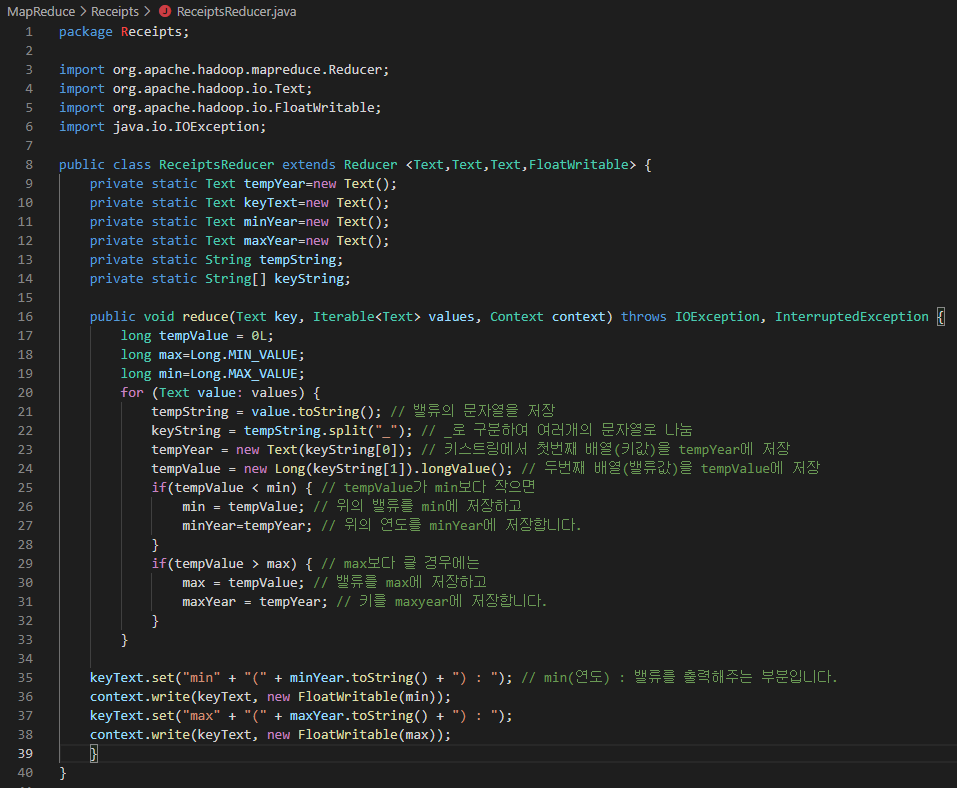 MapReduce > Receipts > J ReceiptsReducer.java
1 package Receipts;
2
3 import org.apache.hadoop.mapreduce.Reducer;
4 import org.apache.hadoop.io.Text;
5 import org.apache.hadoop.io.FloatWritable;
6 import java.io.IOException;
7
8 public class ReceiptsReducer extends Reducer <Text,Text,Text,FloatWritable> {
9 private static Text tempYear=new Text();
10 private static Text keyText=new Text();
11 private static Text minYear=new Text();
12 private static Text maxYear=new Text();
13 private static String tempString;
14 private static String[] keyString;
15
16 public void reduce(Text key, Iterable<Text> values, Context context) throws IOException, InterruptedException {
17 long tempValue = 0L;
18 long max=Long.MIN_VALUE;
19 long min=Long.MAX_VALUE;
20 for (Text value: values) {
21 tempString = value.toString(); // 밸류의 문자열을 저장
22 keyString = tempString.split("_"); // _로 구분하여 여러개의 문자열로 나눔
23 tempYear = new Text(keyString[0]); // 키스트링에서 첫번째 배열(키값)을 tempYear에 저장
24 tempValue = new Long(keyString[1]).longValue(); // 두번째 배열(밸류값)을 tempValue에 저장
25 if(tempValue < min) { // tempValue가 min보다 작으면
26 min = tempValue; // 위의 밸류를 min에 저장하고
27 minYear=tempYear; // 위의 연도를 minYear에 저장합니다.
28 }
29 if(tempValue > max) { // max보다 클 경우에는
30 max = tempValue; // 밸류를 max에 저장하고
31 maxYear = tempYear; // 키를 maxyear에 저장합니다.
32 }
33 }
34
35 keyText.set("min" + "(" + minYear.toString() + ") : "); // min(연도) : 밸류를 출력해주는 부분입니다.
36 context.write(keyText, new FloatWritable(min));
37 keyText.set("max" + "(" + maxYear.toString() + ") : ");
38 context.write(keyText, new FloatWritable(max));
39 }
40 }